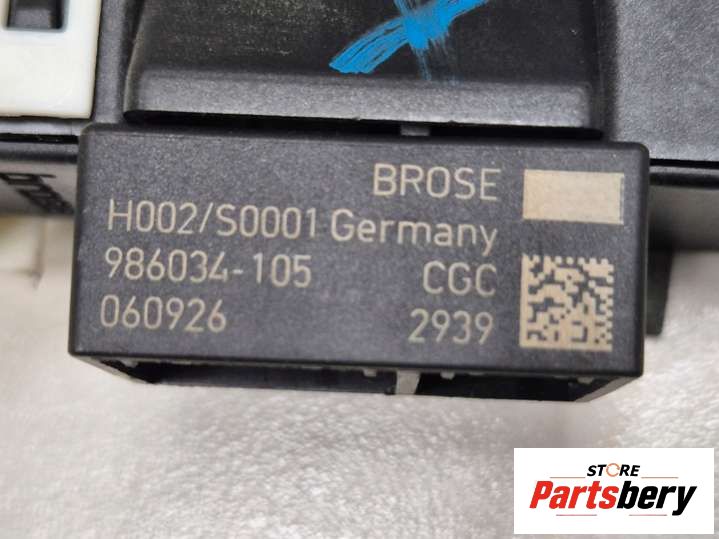 BROSE
H002/S0001 Germany
986034-105 CGC
060926 2939
STORE
Partsbery